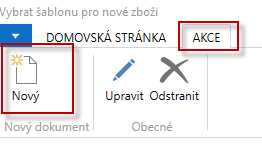 Vybrat šablonu pro nové zboží
DOMOVSKÁ STRÁNKA AKCE
Nový Upravit Odstranit
Nový dokument Obecné